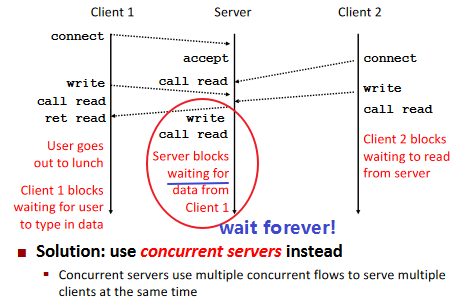 Client 1
Server
Client 2
connect
accept
connect
call read
write
write
call read
call read
ret read
write
call read
User goes
out to lunch
Server blocks
waiting for
data from
Client 1
Client 2 blocks
waiting to read
from server
Client 1 blocks
waiting for user
to type in data
wait forever!
Solution: use concurrent servers instead
Concurrent servers use multiple concurrent flows to serve multiple
clients at the same time